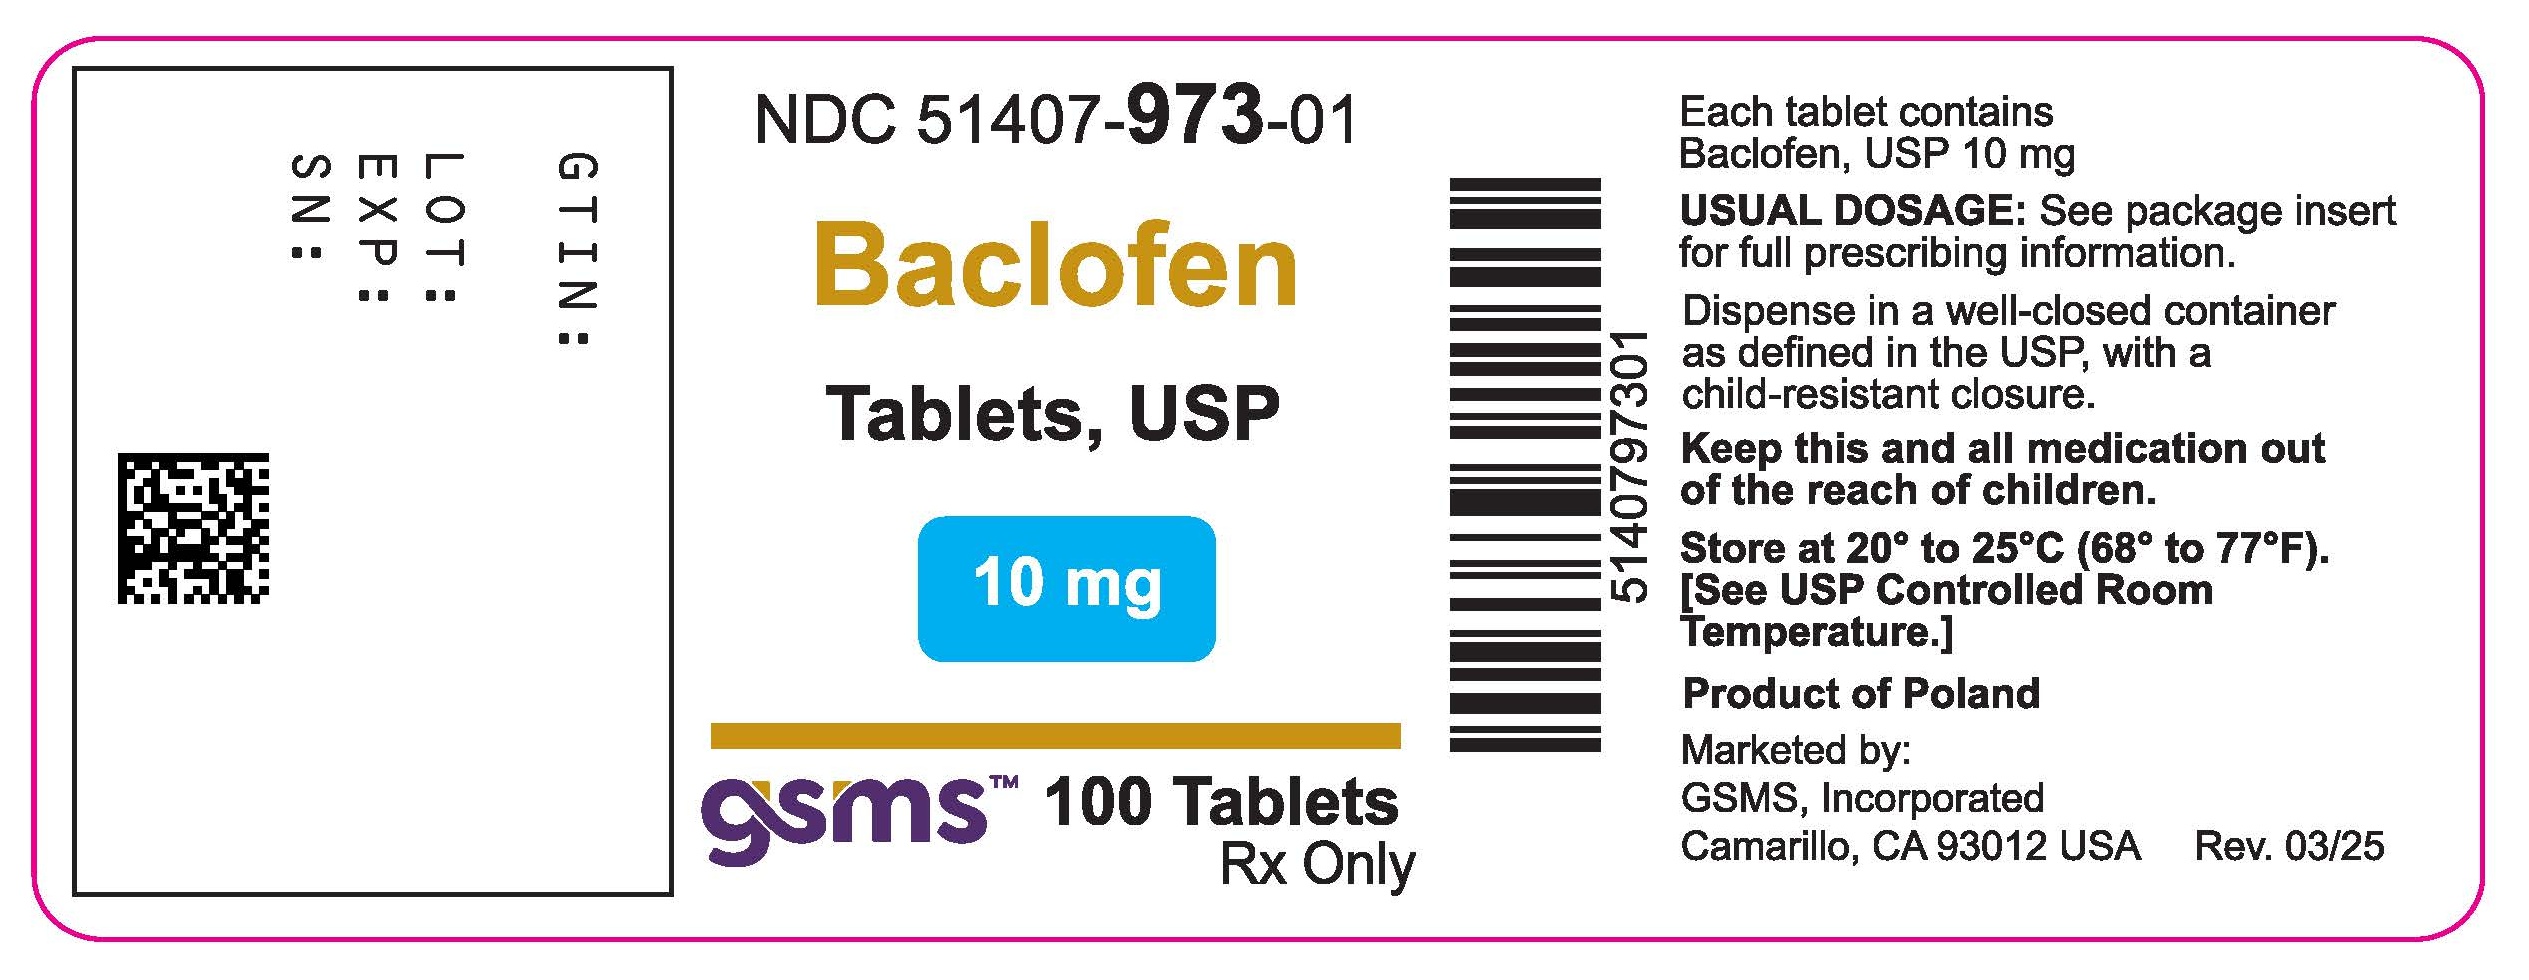 GTIN:
LOT:
EXP:
SN:
NDC 51407-973-01
Baclofen
Tablets, USP
10 mg
gsms™ 100 Tablets
Rx Only
5140797301
Each tablet contains
Baclofen, USP 10 mg
USUAL DOSAGE: See package insert
for full prescribing information.
Dispense in a well-closed container
as defined in the USP, with a
child-resistant closure.
Keep this and all medication out
of the reach of children.
Store at 20° to 25°C (68° to 77°F).
[See USP Controlled Room
Temperature.]
Product of Poland
Marketed by:
GSMS, Incorporated
Camarillo, CA 93012 USA Rev. 03/25